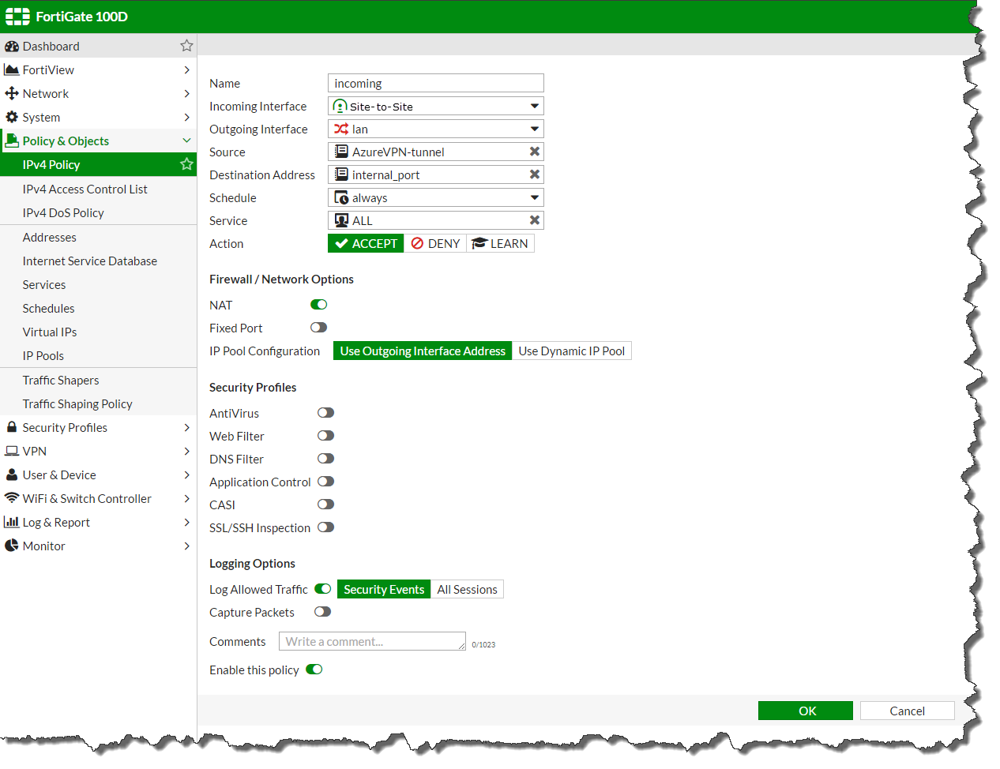 FortiGate 100D
Dashboard
FortiView
Network
System
Policy & Objects
IPv4 Policy
IPv4 Access Control List
IPv4 DoS Policy
Addresses
Internet Service Database
Services
Schedules
Virtual IPs
IP Pools
Traffic Shapers
Traffic Shaping Policy
Security Profiles
VPN
User & Device
WiFi & Switch Controller
Log & Report
Monitor
Name incoming
Incoming Interface Site-to-Site
Outgoing Interface lan
Source AzureVPN-tunnel
Destination Address internal_port
Schedule always
Service ALL
Action ACCEPT DENY LEARN
Firewall / Network Options
NAT
Fixed Port
IP Pool Configuration Use Outgoing Interface Address Use Dynamic IP Pool
Security Profiles
AntiVirus
Web Filter
DNS Filter
Application Control
CASI
SSL/SSH Inspection
Logging Options
Log Allowed Traffic Security Events All Sessions
Capture Packets
Comments Write a comment... 0/1023
Enable this policy
OK Cancel